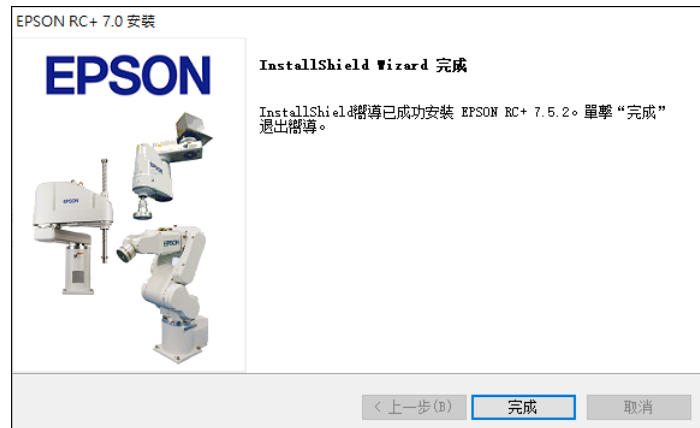 EPSON RC+ 7.0 安裝
EPSON
InstallShield Wizard 完成
InstallShield嚮導已成功安裝 EPSON RC+ 7.5.2。單擊“完成”
退出嚮導。
EPSON
EPSON
EPSON
< 上一步(B)
完成
取消